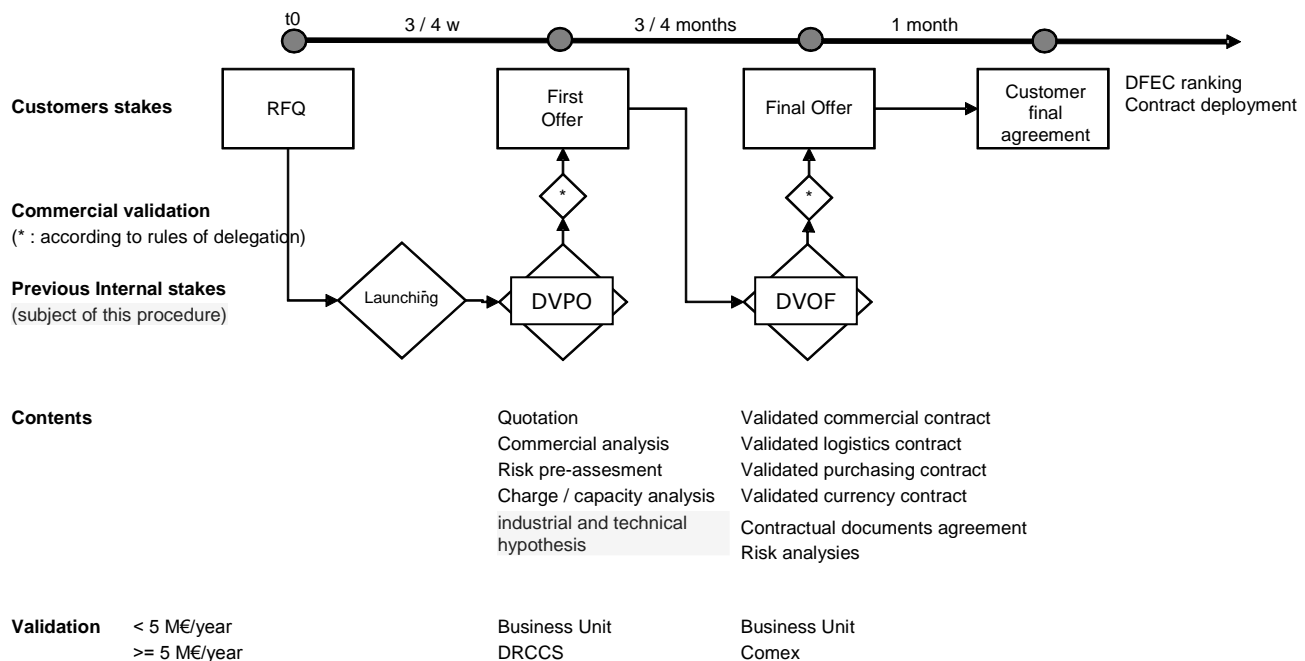 t0 3 / 4 w 3 / 4 months 1 month
Customers stakes
RFQ
First
Offer
Final Offer
Customer
final
agreement
DFEC ranking
Contract deployment
*
*
Commercial validation
(* : according to rules of delegation)
Previous Internal stakes
(subject of this procedure)
Launching
DVPO
DVOF
Contents
Quotation
Commercial analysis
Risk pre-assesment
Charge / capacity analysis
industrial and technical
hypothesis
Validated commercial contract
Validated logistics contract
Validated purchasing contract
Validated currency contract
Contractual documents agreement
Risk analysies
Validation < 5 M€/year Business Unit Business Unit
>= 5 M€/year DRCCS Comex